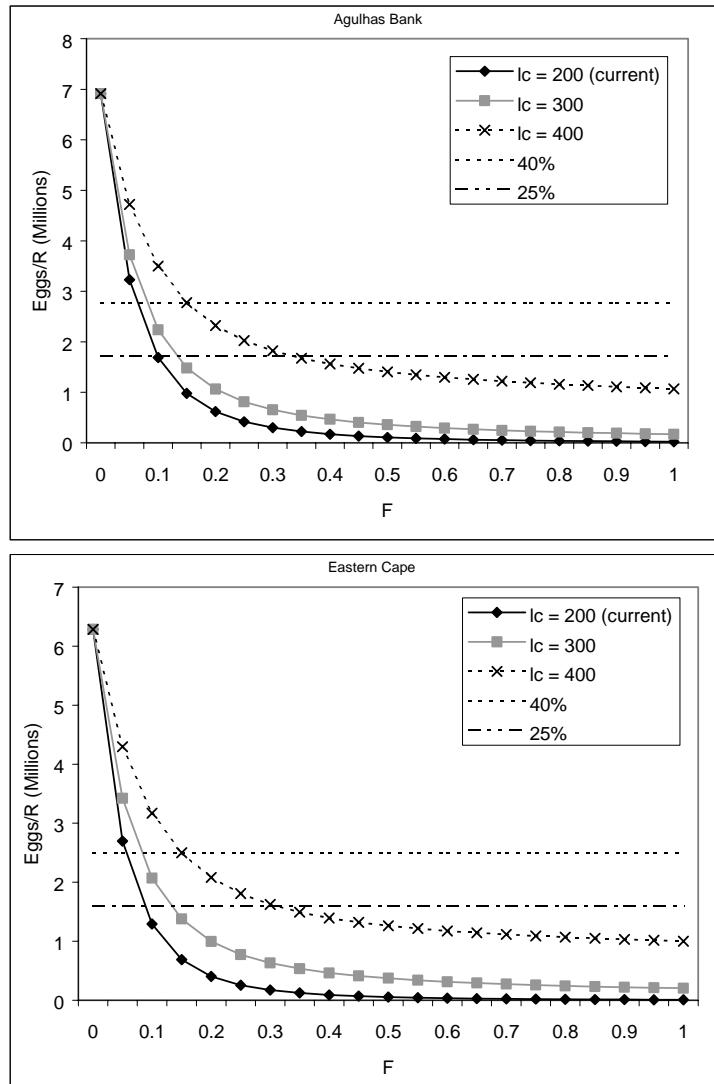 Agulhas Bank
8
7
6
5
4
3
2
1
0
Eggs/R (Millions)
lc = 200 (current)
lc = 300
lc = 400
40%
25%
0 0.1 0.2 0.3 0.4 0.5 0.6 0.7 0.8 0.9 1
F
Eastern Cape
7
6
5
4
3
2
1
0
Eggs/R (Millions)
lc = 200 (current)
lc = 300
lc = 400
40%
25%
0 0.1 0.2 0.3 0.4 0.5 0.6 0.7 0.8 0.9 1
F